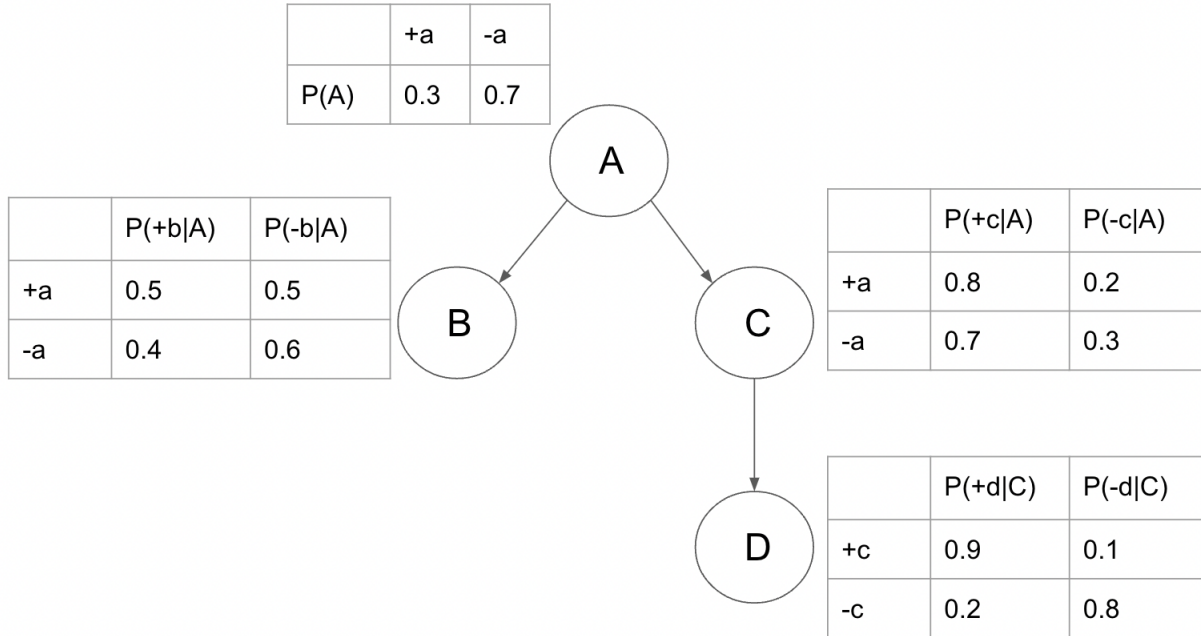 +a -a
P(A) 0.3 0.7
A
P(+b|A) P(-b|A)
+a 0.5 0.5
-a 0.4 0.6
B
C
P(+c|A) P(-c|A)
+a 0.8 0.2
-a 0.7 0.3
D
P(+d|C) P(-d|C)
+c 0.9 0.1
-c 0.2 0.8